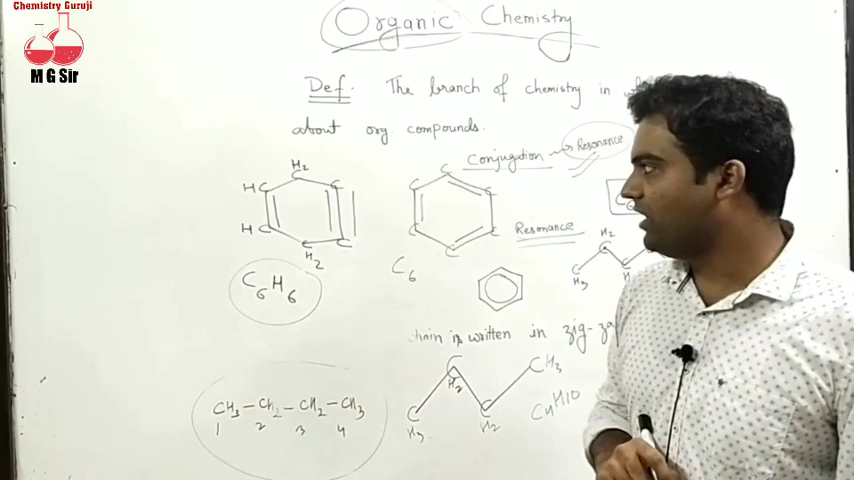 Chemistry Guruji
M G Sir
Organic Chemistry
Def. The branch of chemistry in
about org. compounds.
Conjugation Resonance
H2
HC C
HC C
C
H2
C6H6
C
C C
C C
C
C6
Resonance
H2
C
C C
H3
chain is written in zig-za
CH3 - CH2 - CH2 - CH3
1 2 3 4
C CH3
H2
C C
H3 H2
C4H10